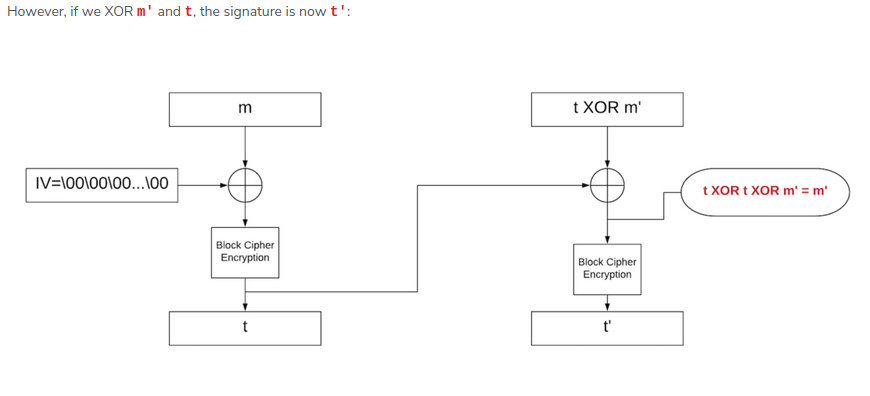 However, if we XOR m' and t, the signature is now t':
m
t XOR m'
IV=\00\00\00...\00
t XOR t XOR m' = m'
Block Cipher
Encryption
Block Cipher
Encryption
t
t'